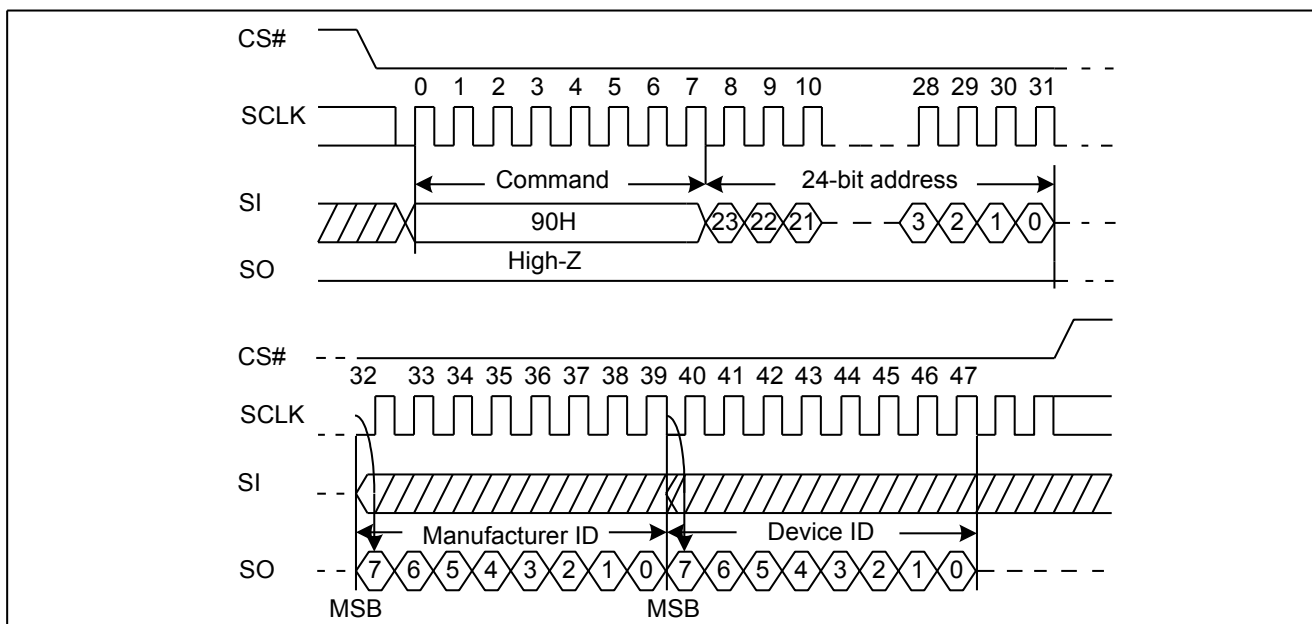 CS#
0 1 2 3 4 5 6 7 8 9 10 28 29 30 31
SCLK
Command 24-bit address
SI
90H 23 22 21 3 2 1 0
High-Z
SO
CS#
32 33 34 35 36 37 38 39 40 41 42 43 44 45 46 47
SCLK
SI
Manufacturer ID Device ID
SO 7 6 5 4 3 2 1 0 7 6 5 4 3 2 1 0
MSB MSB